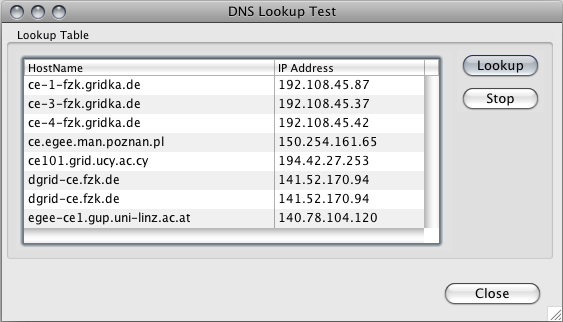 DNS Lookup Test
Lookup Table
HostName IP Address
ce-1-fzk.gridka.de 192.108.45.87
ce-3-fzk.gridka.de 192.108.45.37
ce-4-fzk.gridka.de 192.108.45.42
ce.egee.man.poznan.pl 150.254.161.65
ce101.grid.ucy.ac.cy 194.42.27.253
dgrid-ce.fzk.de 141.52.170.94
dgrid-ce.fzk.de 141.52.170.94
egee-ce1.gup.uni-linz.ac.at 140.78.104.120
Lookup
Stop
Close